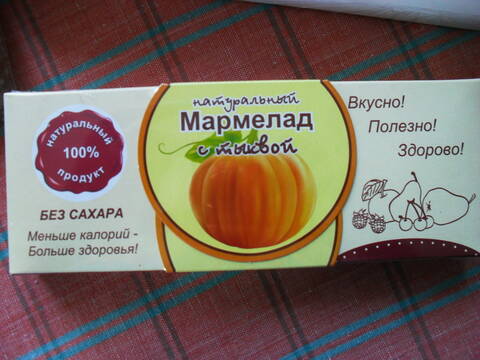 натуральный
100%
продукт
БЕЗ САХАРА
Меньше калорий -
Больше здоровья!
натуральный
Мармелад
с тыквой
Вкусно!
Полезно!
Здорово!